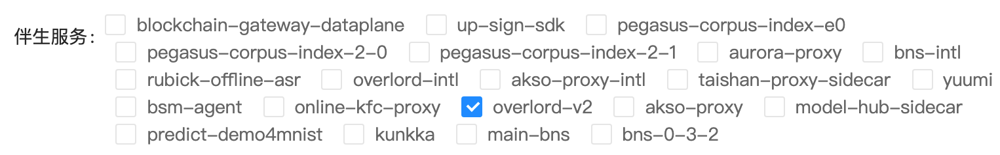 伴生服务: blockchain-gateway-dataplane up-sign-sdk pegasus-corpus-index-e0
pegasus-corpus-index-2-0 pegasus-corpus-index-2-1 aurora-proxy bns-intl
rubick-offline-asr overlord-intl akso-proxy-intl taishan-proxy-sidecar yuumi
bsm-agent online-kfc-proxy overlord-v2 akso-proxy model-hub-sidecar
predict-demo4mnist kunkka main-bns bns-0-3-2